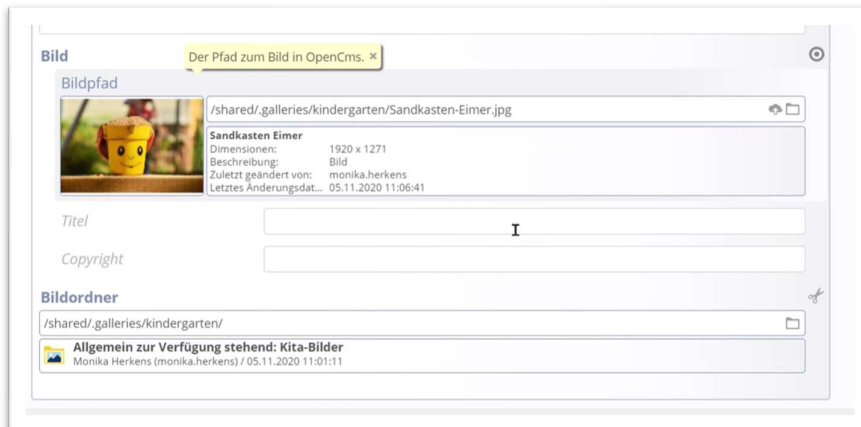 Bild
Der Pfad zum Bild in OpenCms. ×
Bildpfad
/shared/.galleries/kindergarten/Sandkasten-Eimer.jpg
Sandkasten Eimer
Dimensionen: 1920 x 1271
Beschreibung: Bild
Zuletzt geändert von: monika.herkens
Letztes Änderungsdat... 05.11.2020 11:06:41
Titel
Copyright
Bildordner
/shared/.galleries/kindergarten/
Allgemein zur Verfügung stehend: Kita-Bilder
Monika Herkens (monika.herkens) / 05.11.2020 11:01:11